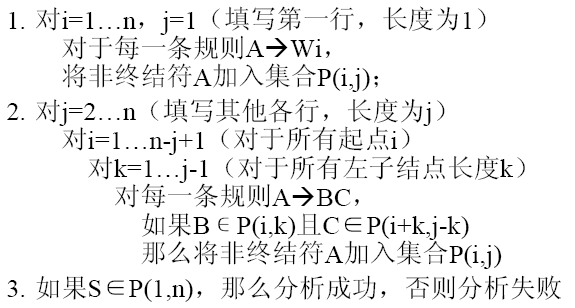 1. 对i=1…n，j=1（填写第一行，长度为1）
对于每一条规则A→Wi，
将非终结符A加入集合P(i,j)；
2. 对j=2…n（填写其他各行，长度为j）
对i=1…n-j+1（对于所有起点i）
对k=1…j-1（对于所有左子结点长度k）
对每一条规则A→BC，
如果B∈P(i,k)且C∈P(i+k,j-k)
那么将非终结符A加入集合P(i,j)
3. 如果S∈P(1,n)，那么分析成功，否则分析失败